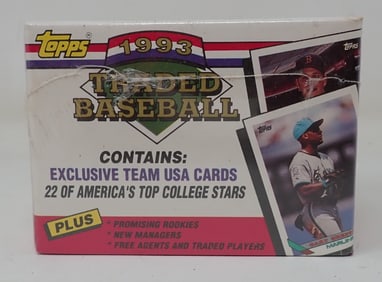 TOPPS
1993
TRADED
BASEBALL
CONTAINS:
EXCLUSIVE TEAM USA CARDS
22 OF AMERICA'S TOP COLLEGE STARS
PLUS
* PROMISING ROOKIES
* NEW MANAGERS
* FREE AGENTS AND TRADED PLAYERS
TOPPS
B
TOPPS
MARLINS